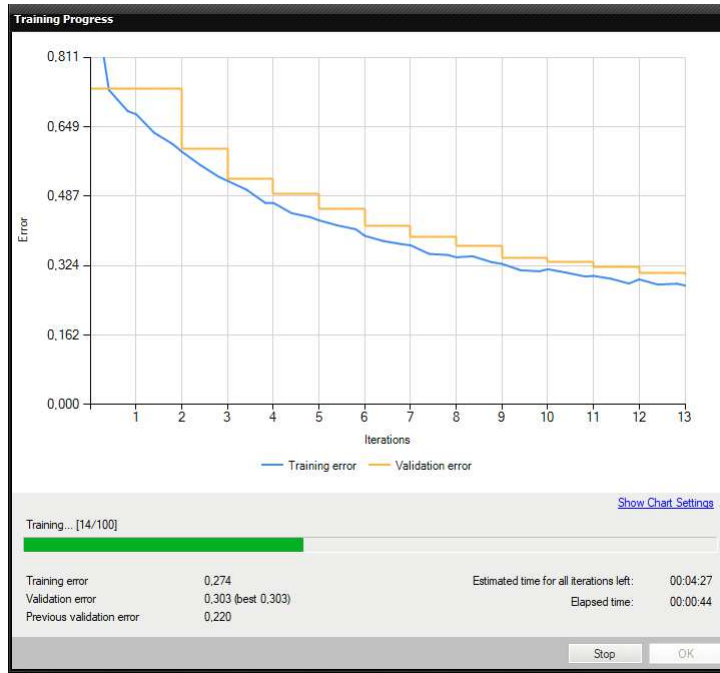 Training Progress
0,811
0,649
0,487
0,324
0,162
0,000
Error
1 2 3 4 5 6 7 8 9 10 11 12 13
Iterations
Training error Validation error
Show Chart Settings
Training... [14/100]
Training error 0,274 Estimated time for all iterations left: 00:04:27
Validation error 0,303 (best 0,303) Elapsed time: 00:00:44
Previous validation error 0,220
Stop OK